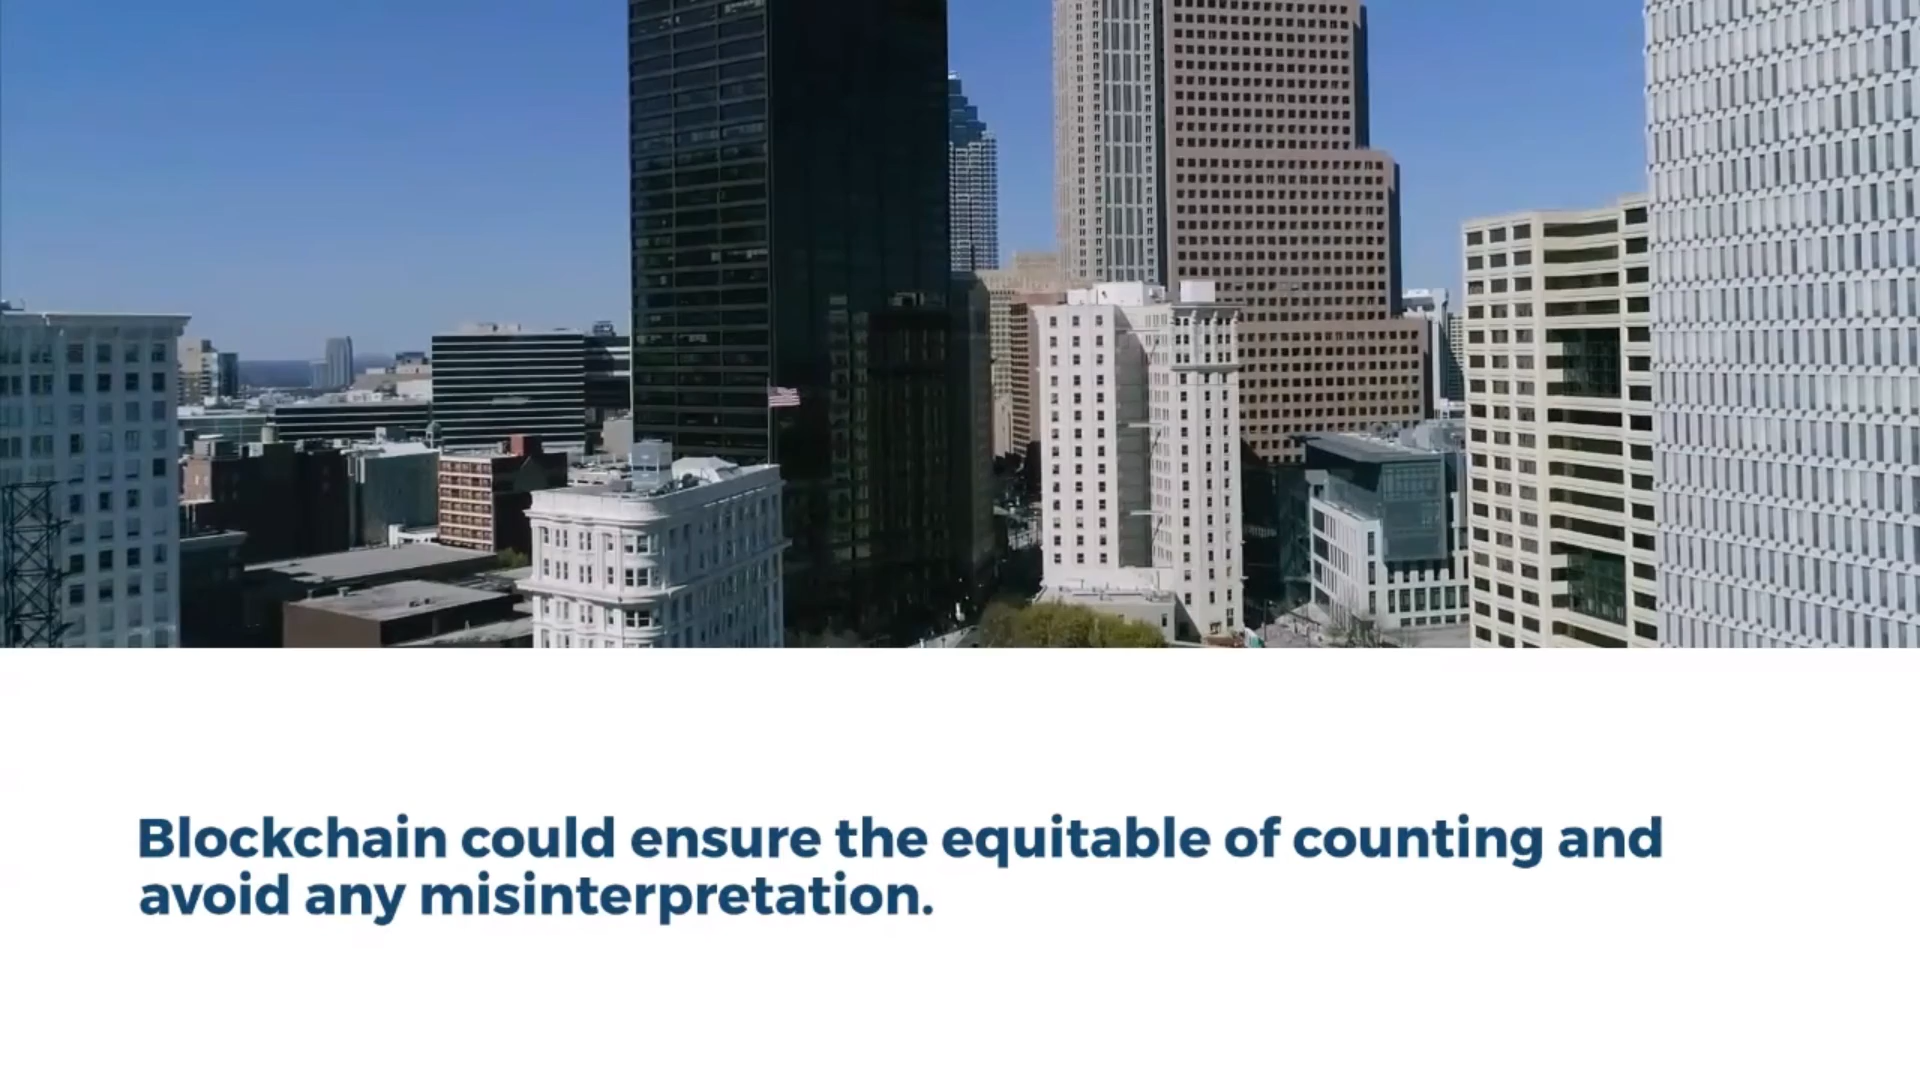 Blockchain could ensure the equitable of counting and
avoid any misinterpretation.